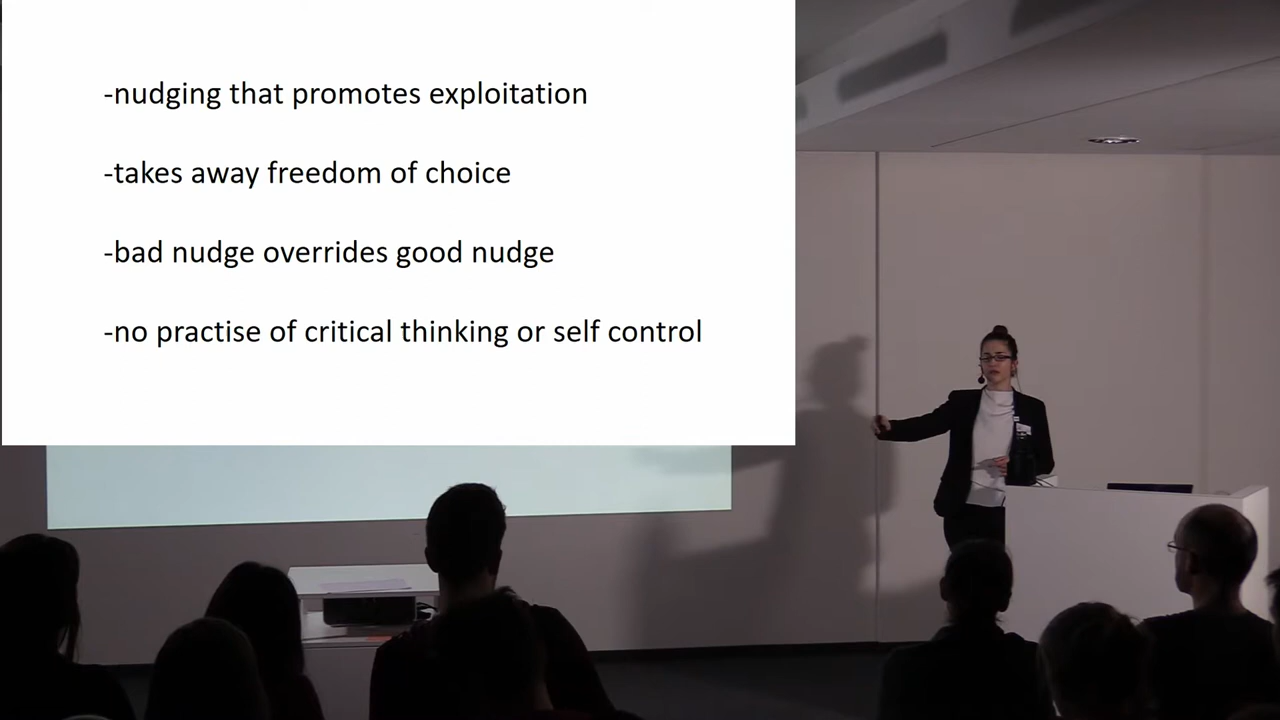 -nudging that promotes exploitation
-takes away freedom of choice
-bad nudge overrides good nudge
-no practise of critical thinking or self control